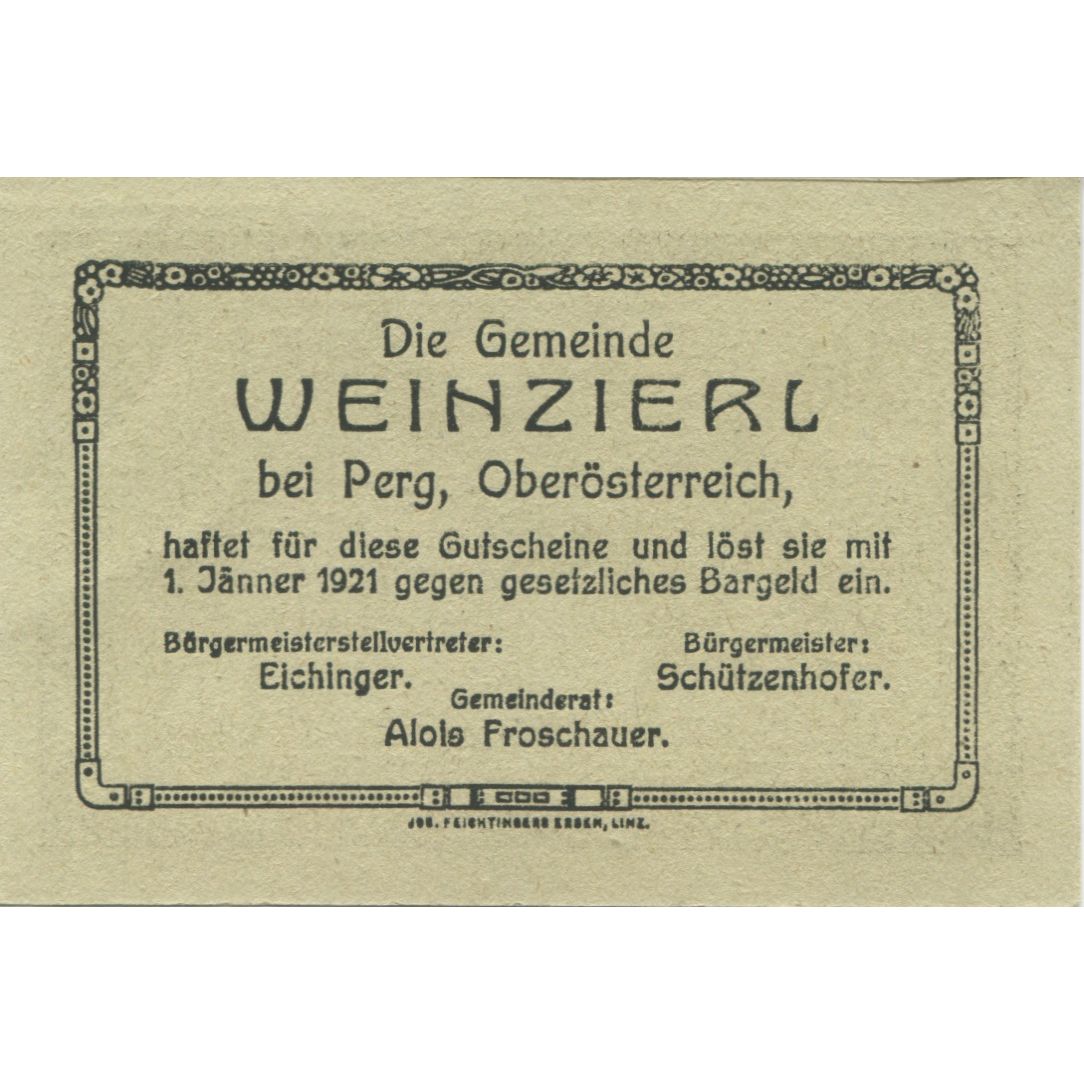 Die Gemeinde
WEINZIERL
bei Perg, Oberösterreich,
haftet für diese Gutscheine und löst sie mit
1. Jänner 1921 gegen gesetzliches Bargeld ein.
Bürgermeisterstellvertreter: Bürgermeister:
Eichinger. Schützenhofer.
Gemeinderat:
Alois Froschauer.
JOS. FEICHTINGERS ERBEN, LINZ.